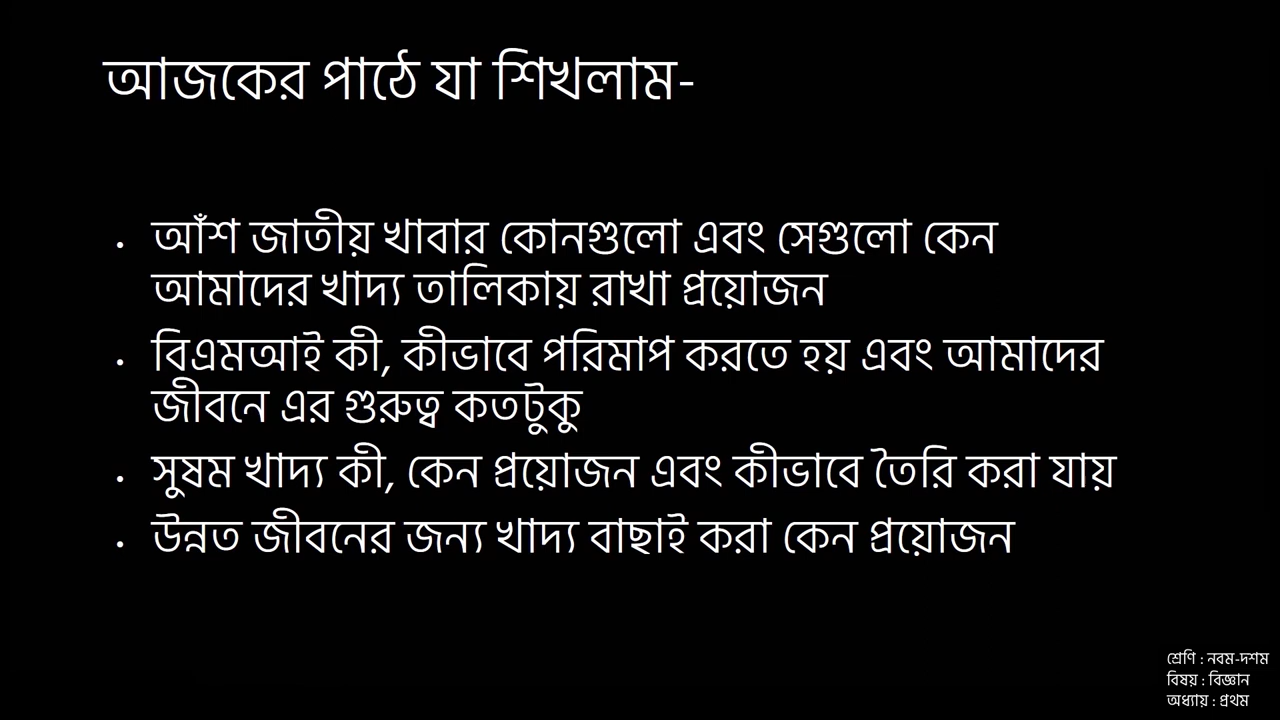 আজকের পাঠে যা শিখলাম-
• আঁশ জাতীয় খাবার কোনগুলো এবং সেগুলো কেন
আমাদের খাদ্য তালিকায় রাখা প্রয়োজন
• বিএমআই কী, কীভাবে পরিমাপ করতে হয় এবং আমাদের
জীবনে এর গুরুত্ব কতটুকু
• সুষম খাদ্য কী, কেন প্রয়োজন এবং কীভাবে তৈরি করা যায়
• উন্নত জীবনের জন্য খাদ্য বাছাই করা কেন প্রয়োজন
শ্রেণি : নবম-দশম
বিষয় : বিজ্ঞান
অধ্যায় : প্রথম